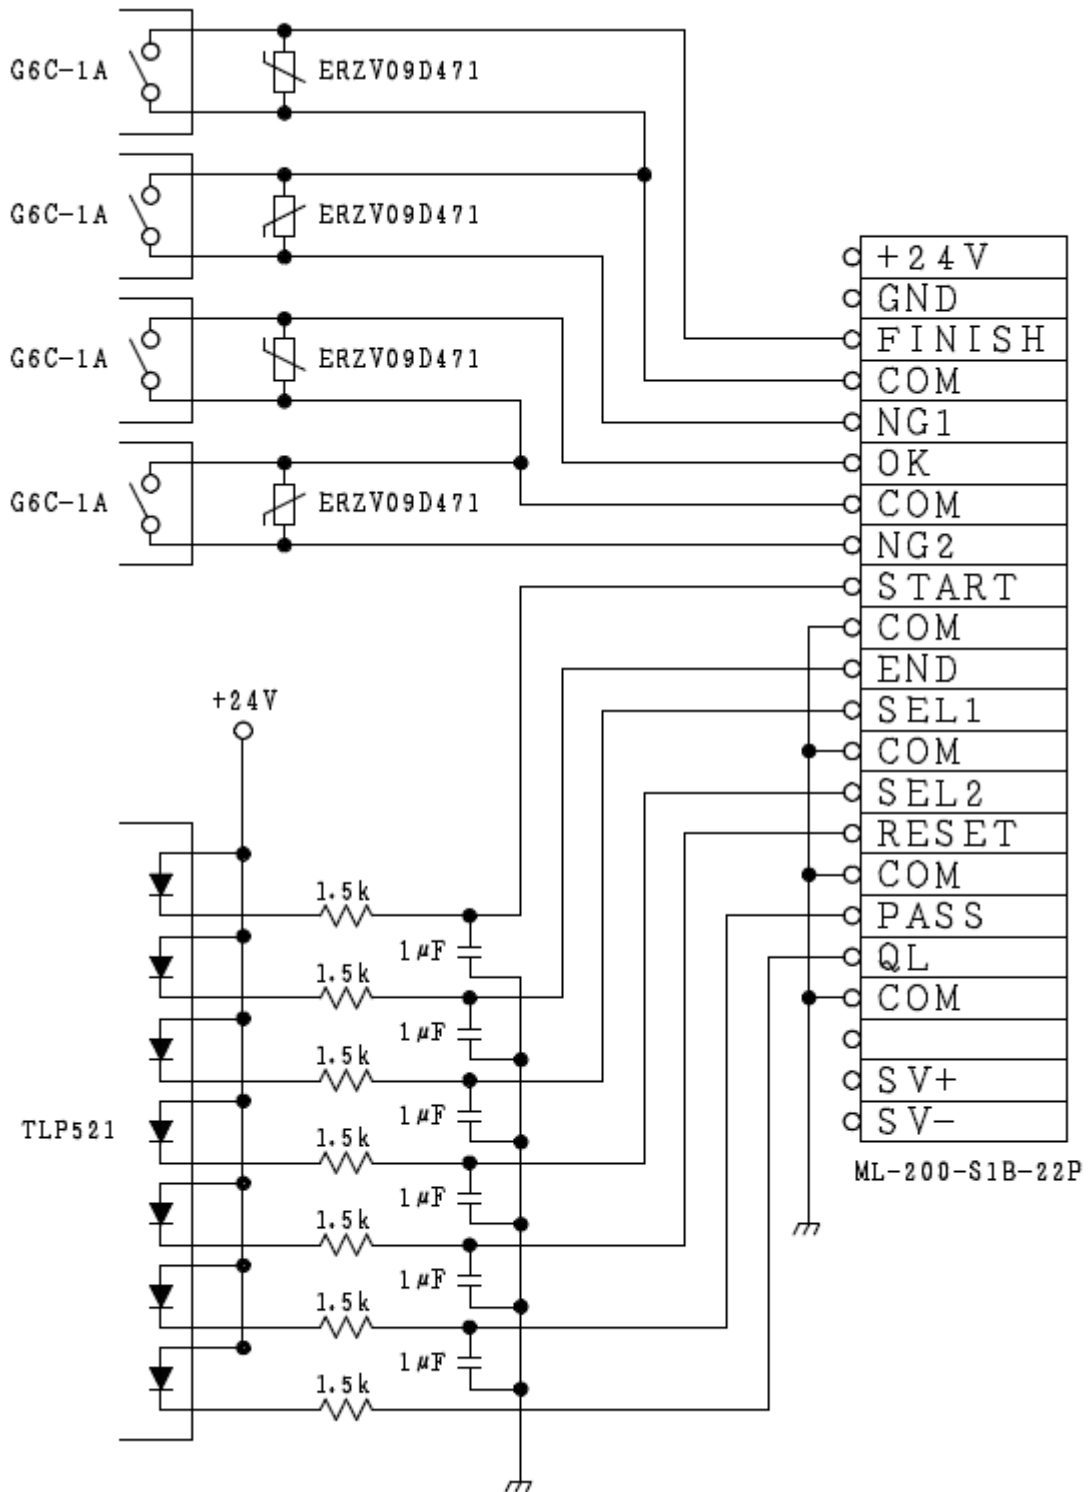 G6C-1A
ERZV09D471
G6C-1A
ERZV09D471
G6C-1A
ERZV09D471
G6C-1A
ERZV09D471
+24V
GND
FINISH
COM
NG1
OK
COM
NG2
START
COM
END
SEL1
COM
SEL2
RESET
COM
PASS
QL
COM
SV+
SV-
ML-200-S1B-22P
+24V
TLP521
1.5k
1μF
1.5k
1μF
1.5k
1μF
1.5k
1μF
1.5k
1μF
1.5k
1μF
1.5k